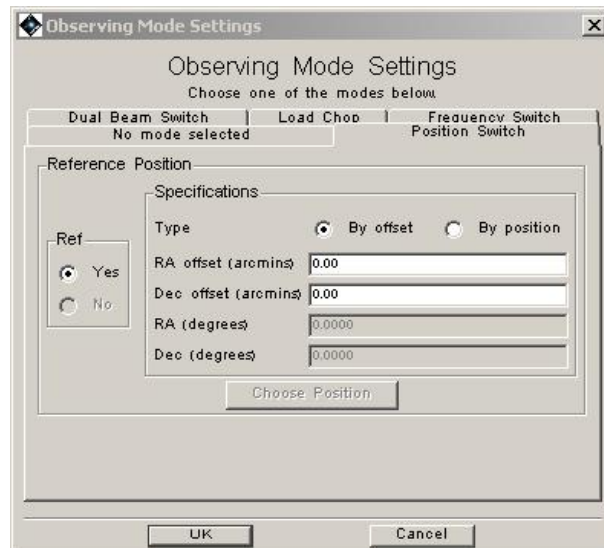 Observing Mode Settings
Observing Mode Settings
Choose one of the modes below.
Dual Beam Switch
Load Chop
Frequency Switch
No mode selected
Position Switch
Reference Position
Specifications
Type
By offset
By position
Ref
Yes
No
RA offset (arcmins)
0.00
Dec offset (arcmins)
0.00
RA (degrees)
0.0000
Dec (degrees)
0.0000
Choose Position
UK
Cancel